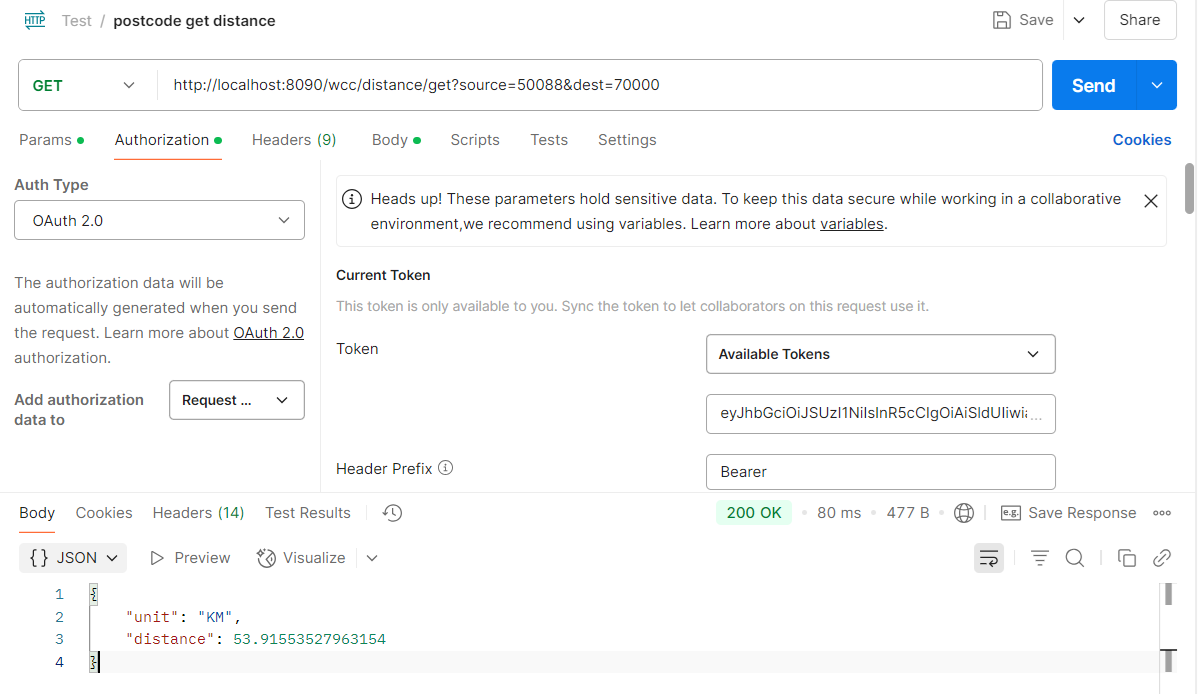 HTTP Test / postcode get distance Save Share
GET http://localhost:8090/wcc/distance/get?source=50088&dest=70000 Send
Params Authorization Headers (9) Body Scripts Tests Settings Cookies
Auth Type
OAuth 2.0
The authorization data will be
automatically generated when you send
the request. Learn more about OAuth 2.0
authorization.
Add authorization
data to
Request ...
Heads up! These parameters hold sensitive data. To keep this data secure while working in a collaborative
environment,we recommend using variables. Learn more about variables.
Current Token
This token is only available to you. Sync the token to let collaborators on this request use it.
Token Available Tokens
eyJhbGciOiJSUzI1NiIsInR5cCIgOiAiSldUIiwia...
Header Prefix Bearer
Body Cookies Headers (14) Test Results 200 OK 80 ms 477 B e.g. Save Response
{} JSON Preview Visualize
1 {
2 "unit": "KM",
3 "distance": 53.91553527963154
4 }